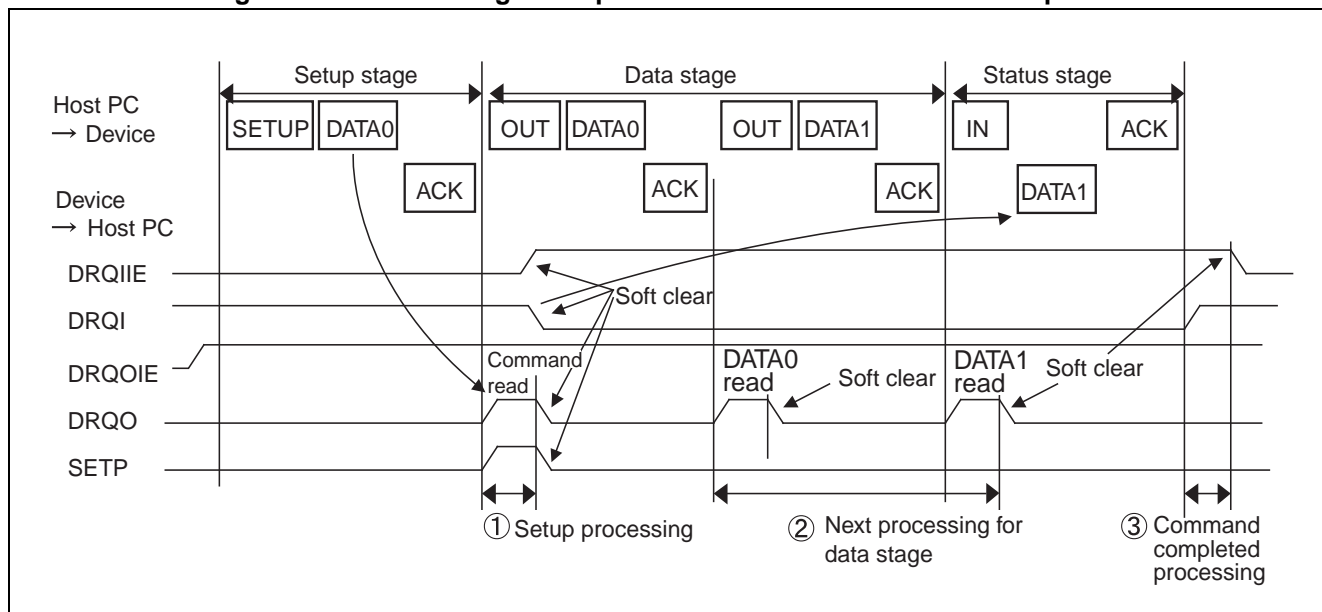 Setup stage
Data stage
Status stage
Host PC
→ Device
SETUP
DATA0
OUT
DATA0
OUT
DATA1
IN
ACK
Device
→ Host PC
ACK
ACK
ACK
DATA1
DRQIIE
Soft clear
DRQI
DRQOIE
Command
read
DATA0
read
Soft clear
DATA1
read
Soft clear
DRQO
SETP
① Setup processing
② Next processing for
data stage
③ Command
completed
processing